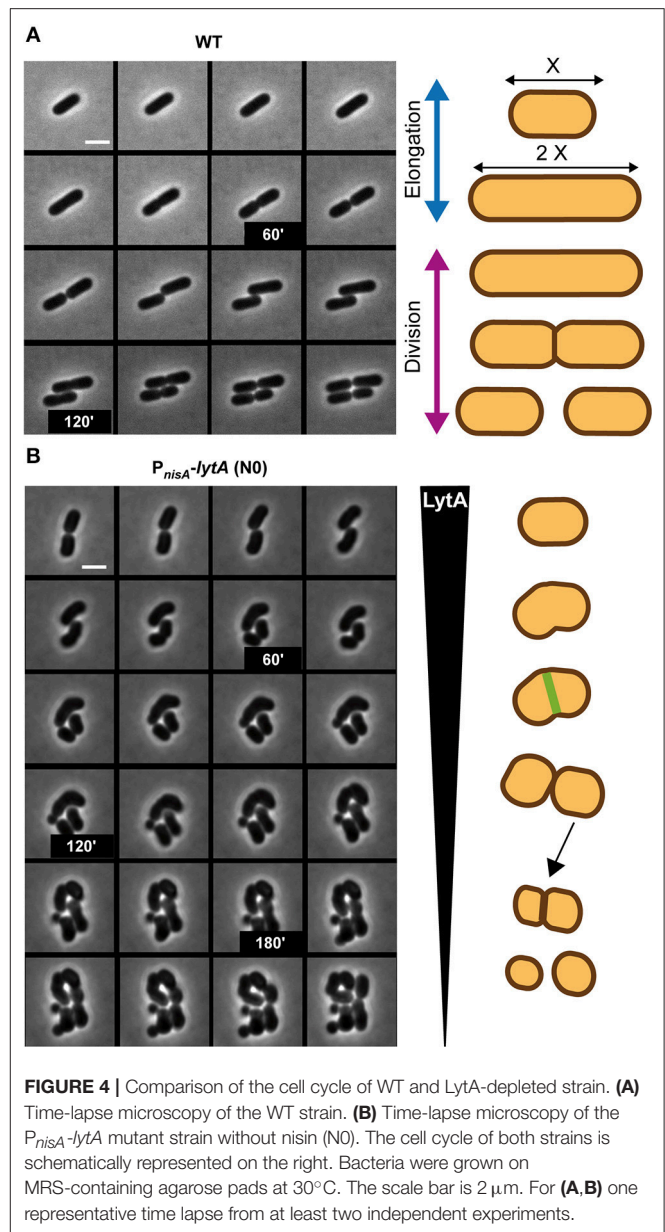 A
WT
60'
120'
X
Elongation
2 X
Division
B
PnisA-lytA (N0)
60'
120'
180'
LytA
FIGURE 4 | Comparison of the cell cycle of WT and LytA-depleted strain. (A)
Time-lapse microscopy of the WT strain. (B) Time-lapse microscopy of the
PnisA-lytA mutant strain without nisin (N0). The cell cycle of both strains is
schematically represented on the right. Bacteria were grown on
MRS-containing agarose pads at 30°C. The scale bar is 2 μm. For (A,B) one
representative time lapse from at least two independent experiments.